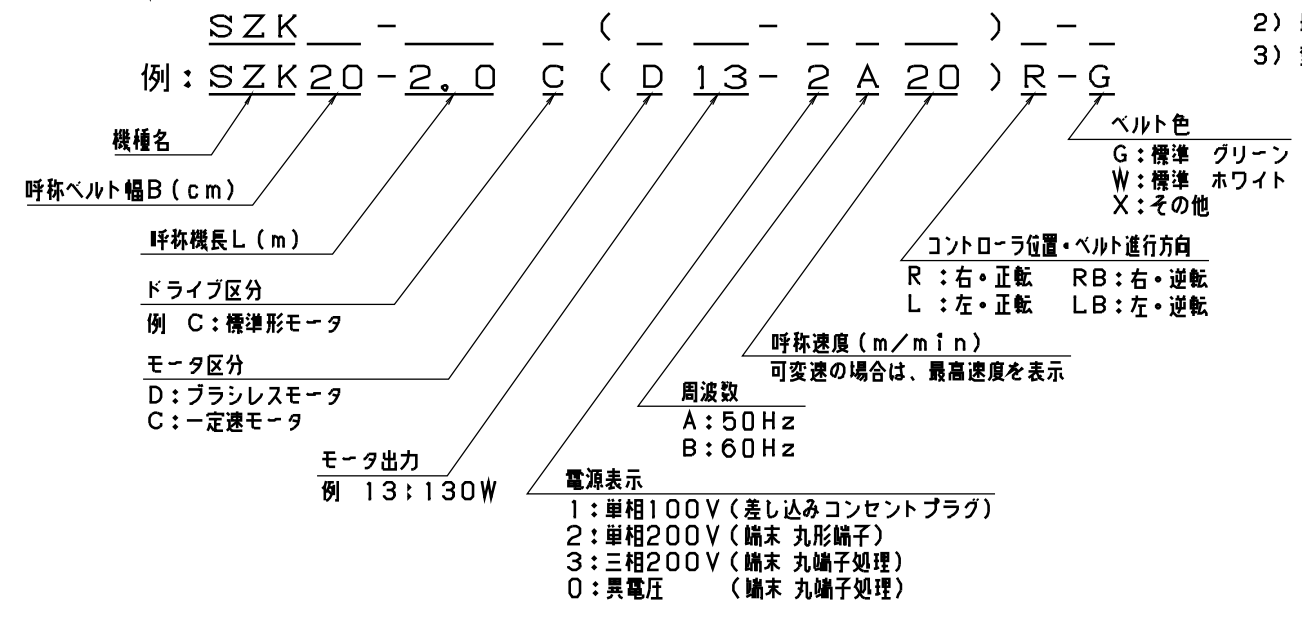 SZK__-___ _(_ __-_ _ __)_-_
例:SZK20-2.0 C(D13-2A20)R-G
2)
3)
機種名
呼称ベルト幅B(cm)
呼称機長L(m)
ドライブ区分
例 C:標準形モータ
モータ区分
D:ブラシレスモータ
C:一定速モータ
モータ出力
例 13:130W
電源表示
1:単相100V(差し込みコンセントプラグ)
2:単相200V(端末 丸形端子)
3:三相200V(端末 丸端子処理)
0:異電圧 (端末 丸端子処理)
周波数
A:50Hz
B:60Hz
呼称速度(m/min)
可変速の場合は、最高速度を表示
コントローラ位置・ベルト進行方向
R :右・正転 RB:右・逆転
L :左・正転 LB:左・逆転
ベルト色
G:標準 グリーン
W:標準 ホワイト
X:その他